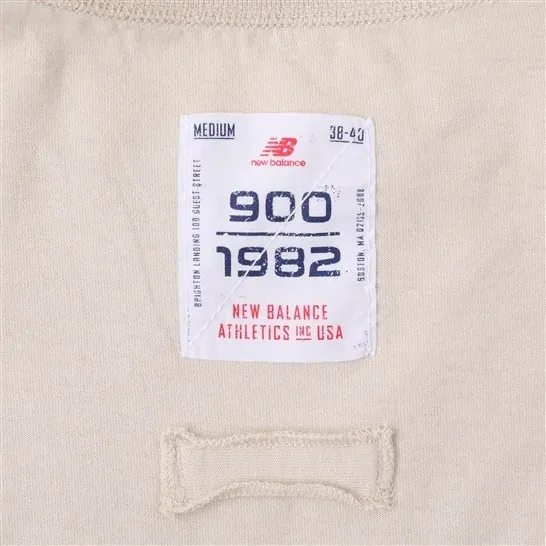 MEDIUM
38-40
NB
new balance
BRIGHTON LANDING 100 GUEST STREET
900
1982
BOSTON, MA 02135-2088
NEW BALANCE
ATHLETICS INC USA